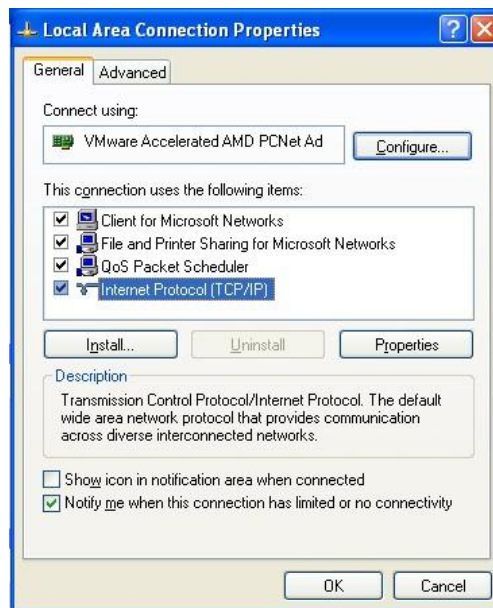 Local Area Connection Properties
General Advanced
Connect using:
VMware Accelerated AMD PCNet Ad
Configure...
This connection uses the following items:
Client for Microsoft Networks
File and Printer Sharing for Microsoft Networks
QoS Packet Scheduler
Internet Protocol (TCP/IP)
Install... Uninstall Properties
Description
Transmission Control Protocol/Internet Protocol. The default
wide area network protocol that provides communication
across diverse interconnected networks.
Show icon in notification area when connected
Notify me when this connection has limited or no connectivity
OK Cancel